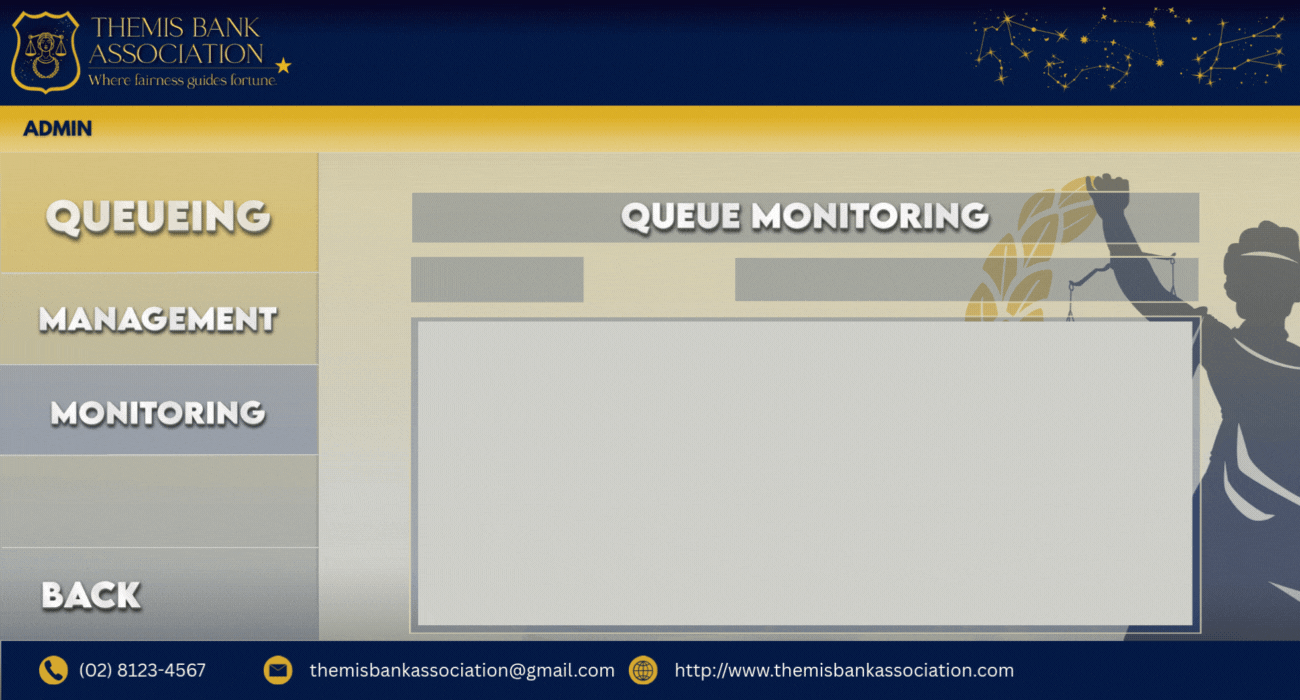 THEMIS BANK
ASSOCIATION
Where fairness guides fortune.
ADMIN
QUEUEING
MANAGEMENT
MONITORING
BACK
QUEUE MONITORING
(02) 8123-4567
themisbankassociation@gmail.com
http://www.themisbankassociation.com